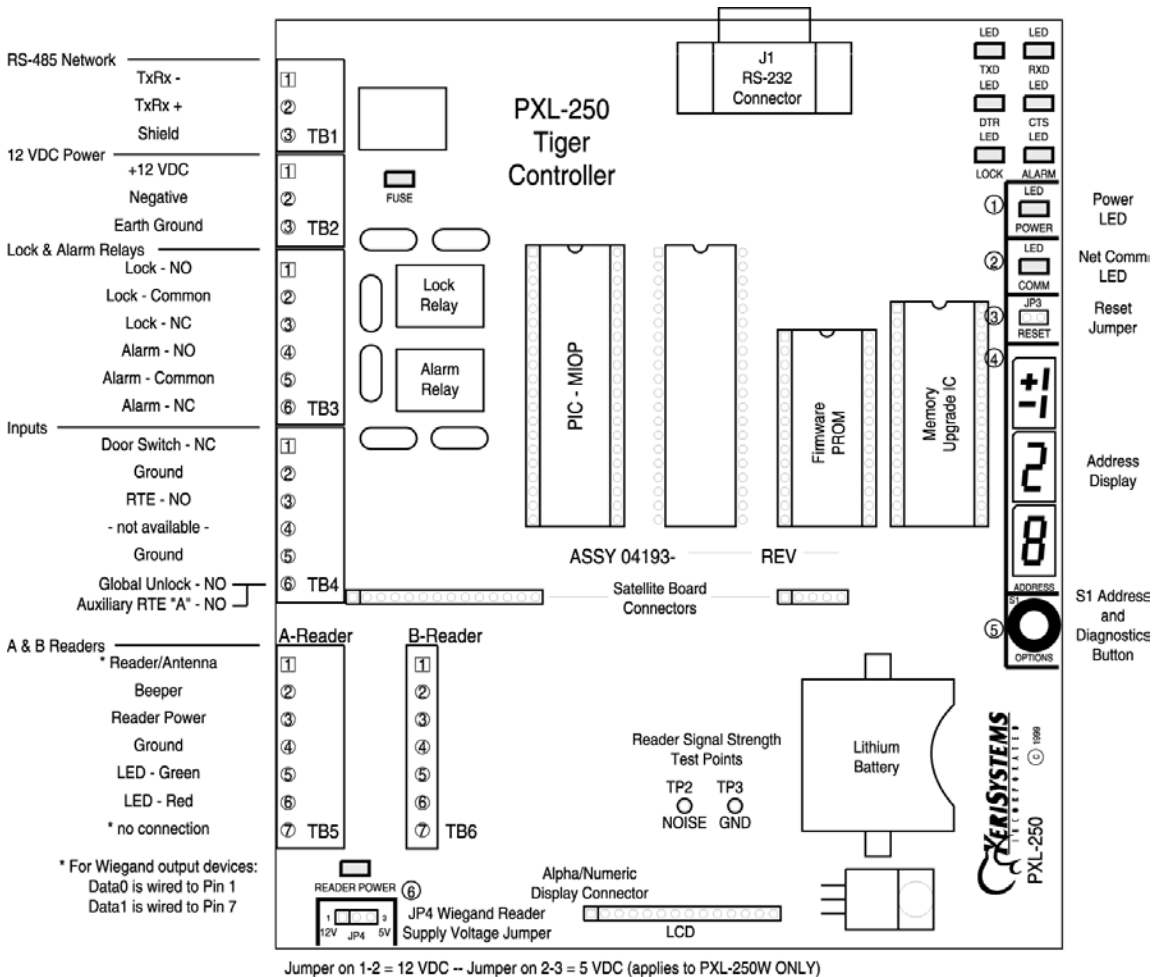 RS-485 Network
TxRx -
TxRx +
Shield
1
2
3 TB1
12 VDC Power
+12 VDC
Negative
Earth Ground
1
2
3 TB2
Lock & Alarm Relays
Lock - NO
Lock - Common
Lock - NC
Alarm - NO
Alarm - Common
Alarm - NC
1
2
3
4
5
6 TB3
Inputs
Door Switch - NC
Ground
RTE - NO
- not available -
Ground
Global Unlock - NO
Auxiliary RTE "A" - NO
1
2
3
4
5
6 TB4
A & B Readers
* Reader/Antenna
Beeper
Reader Power
Ground
LED - Green
LED - Red
* no connection
A-Reader
1
2
3
4
5
6
7 TB5
B-Reader
1
2
3
4
5
6
7 TB6
* For Wiegand output devices:
Data0 is wired to Pin 1
Data1 is wired to Pin 7
READER POWER
6
1 3
12V JP4 5V
JP4 Wiegand Reader
Supply Voltage Jumper
PXL-250
Tiger
Controller
FUSE
Lock
Relay
Alarm
Relay
J1
RS-232
Connector
PIC - MIOP
Firmware
PROM
Memory
Upgrade IC
ASSY 04193- REV
Satellite Board
Connectors
Reader Signal Strength
Test Points
TP2 TP3
NOISE GND
Lithium
Battery
Alpha/Numeric
Display Connector
LCD
LED LED
TXD RXD
LED LED
DTR CTS
LED LED
LOCK ALARM
1
LED
POWER
Power
LED
2
LED
COMM
Net Comm
LED
3
JP3
RESET
Reset
Jumper
4
+1
-1
2
8
ADDRESS
Address
Display
5
S1
OPTIONS
S1 Address
and
Diagnostics
Button
KERISYSTEMS
INCORPORATED
© 1999
PXL-250
Jumper on 1-2 = 12 VDC -- Jumper on 2-3 = 5 VDC (applies to PXL-250W ONLY)